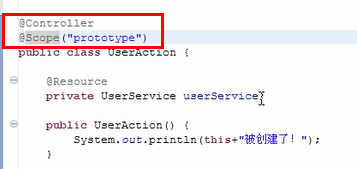 @Controller
@Scope("prototype")
public class UserAction {
@Resource
private UserService userService;
public UserAction() {
System.out.println(this+"被创建了！");
}